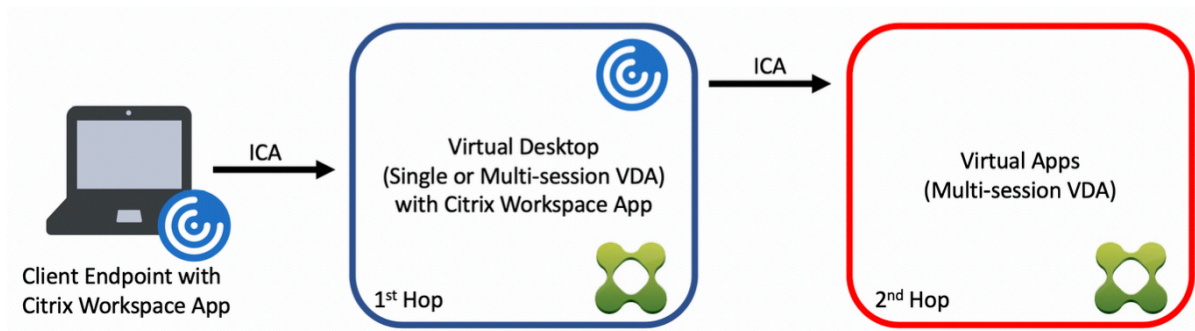 ICA
Client Endpoint with
Citrix Workspace App
Virtual Desktop
(Single or Multi-session VDA)
with Citrix Workspace App
1st Hop
ICA
Virtual Apps
(Multi-session VDA)
2nd Hop